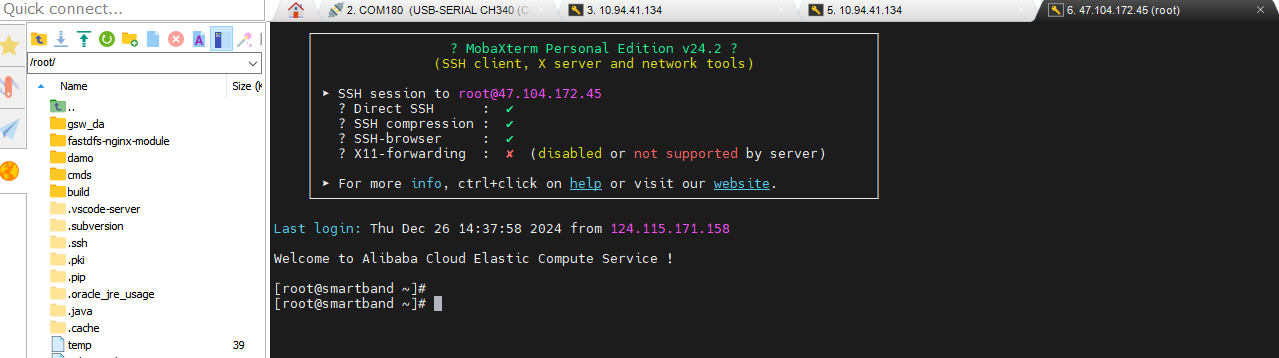 Quick connect...
2. COM180 (USB-SERIAL CH340 (C
3. 10.94.41.134
5. 10.94.41.134
6. 47.104.172.45 (root)
/root/
Name
Size (K
..
gsw_da
fastdfs-nginx-module
damo
cmds
build
.vscode-server
.subversion
.ssh
.pki
.pip
.oracle_jre_usage
.java
.cache
temp 39
? MobaXterm Personal Edition v24.2 ?
(SSH client, X server and network tools)
➤ SSH session to root@47.104.172.45
? Direct SSH : ✔
? SSH compression : ✔
? SSH-browser : ✔
? X11-forwarding : ✘ (disabled or not supported by server)
➤ For more info, ctrl+click on help or visit our website.
Last login: Thu Dec 26 14:37:58 2024 from 124.115.171.158
Welcome to Alibaba Cloud Elastic Compute Service !
[root@smartband ~]#
[root@smartband ~]#